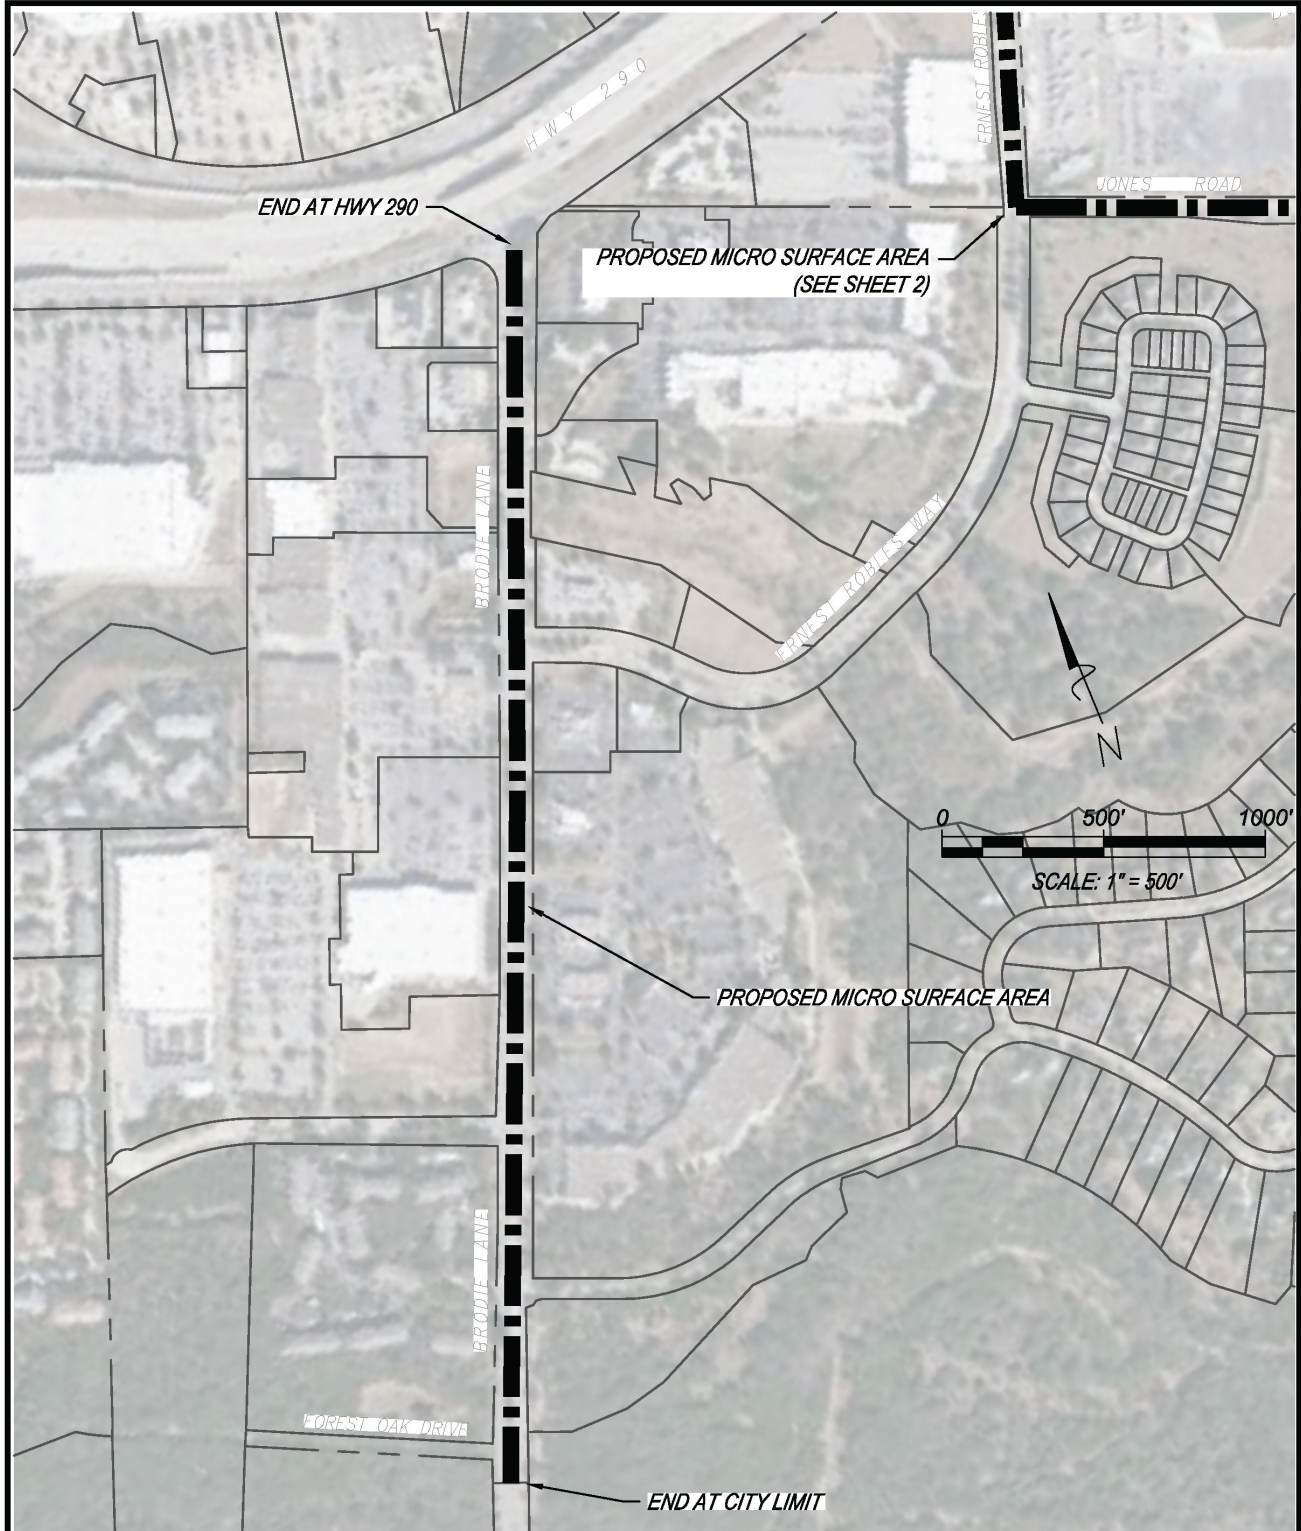 ERNEST ROBLES
HWY 290
JONES ROAD
END AT HWY 290
PROPOSED MICRO SURFACE AREA
(SEE SHEET 2)
BRODIE LANE
ERNEST ROBLES WAY
N
0 500' 1000'
SCALE: 1" = 500'
PROPOSED MICRO SURFACE AREA
BRODIE LANE
FOREST OAK DRIVE
END AT CITY LIMIT